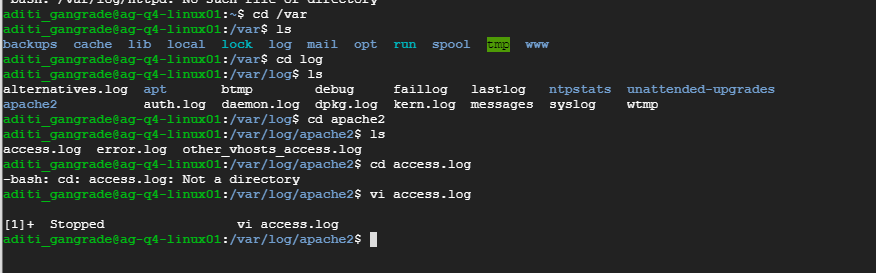 -bash: /var/httpd: No such file or directory
aditi_gangrade@ag-q4-linux01:~$ cd /var
aditi_gangrade@ag-q4-linux01:/var$ ls
backups  cache  lib  local  lock  log  mail  opt  run  spool  tmp  www
aditi_gangrade@ag-q4-linux01:/var$ cd log
aditi_gangrade@ag-q4-linux01:/var/log$ ls
alternatives.log  apt       btmp        debug     faillog   lastlog   ntpstats  unattended-upgrades
apache2           auth.log  daemon.log  dpkg.log  kern.log  messages  syslog    wtmp
aditi_gangrade@ag-q4-linux01:/var/log$ cd apache2
aditi_gangrade@ag-q4-linux01:/var/log/apache2$ ls
access.log  error.log  other_vhosts_access.log
aditi_gangrade@ag-q4-linux01:/var/log/apache2$ cd access.log
-bash: cd: access.log: Not a directory
aditi_gangrade@ag-q4-linux01:/var/log/apache2$ vi access.log
[1]+  Stopped                 vi access.log
aditi_gangrade@ag-q4-linux01:/var/log/apache2$